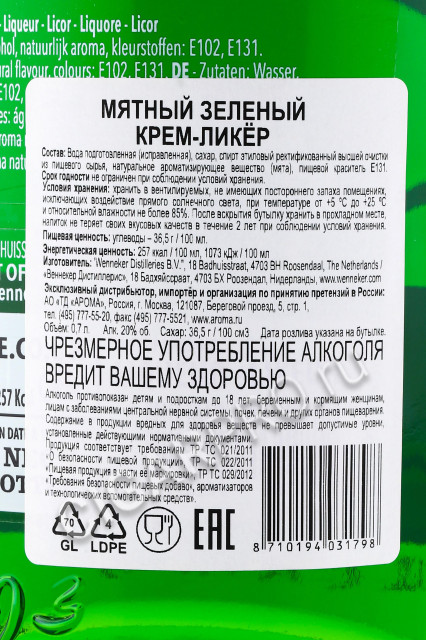 - Liqueur - Licor - Liquore - Licor
ohol, natuurlijk aroma, kleurstoffen: E102, E131.
ural flavour, colours: E102, E131. DE - Zutaten: Wasser,
МЯТНЫЙ ЗЕЛЕНЫЙ
КРЕМ-ЛИКЁР
Состав: Вода подготовленная (исправленная), сахар, спирт этиловый ректификованный высшей очистки
из пищевого сырья, натуральное ароматизирующее вещество (мята), пищевой краситель E131.
Срок годности не ограничен при соблюдении условий хранения.
Условия хранения: хранить в вентилируемых, не имеющих постороннего запаха помещениях,
исключающих воздействие прямого солнечного света, при температуре от +5 °C до +25 °C
и относительной влажности не более 85%. После вскрытия бутылку хранить в прохладном месте,
напиток не теряет своих вкусовых качеств в течение 2 лет при соблюдении условий хранения.
Пищевая ценность: углеводы – 36,5 г / 100 мл.
Энергетическая ценность: 257 ккал / 100 мл, 1073 кДж / 100 мл.
Изготовитель: "Wenneker Distilleries B.V.", 18 Badhuisstraat, 4703 BH Roosendaal, The Netherlands /
«Веннекер Дистиллерис», 18 Бадхяйссраат, 4703 БХ Роозендал, Нидерланды, www.wenneker.com
Эксклюзивный дистрибьютор, импортёр и организация по принятию претензий в России:
АО «ТД «АРОМА», Россия, г. Москва, 121087, Береговой проезд, 5, стр. 1,
тел. (495) 777-55-20, факс (495) 777-5521, www.aroma.ru
Объём: 0,7 л. Алк. 20% об. Сахар: 36,5 г / 100 cm3 Дата розлива указана на бутылке.
ЧРЕЗМЕРНОЕ УПОТРЕБЛЕНИЕ АЛКОГОЛЯ
ВРЕДИТ ВАШЕМУ ЗДОРОВЬЮ
Алкоголь противопоказан детям и подросткам до 18 лет, беременным и кормящим женщинам,
лицам с заболеваниями центральной нервной системы, почек, печени и других органов пищеварения.
Содержание в продукции вредных для здоровья веществ не превышает допустимые уровни,
установленные действующими нормативными документами.
Продукция соответствует требованиям ТР ТС 021/2011
"О безопасности пищевой продукции", ТР ТС 022/2011
"Пищевая продукция в части её маркировки", ТР ТС 029/2012
"Требования безопасности пищевых добавок, ароматизаторов
и технологических вспомогательных средств".
70 4 EAC
GL LDPE
8 710194 031798